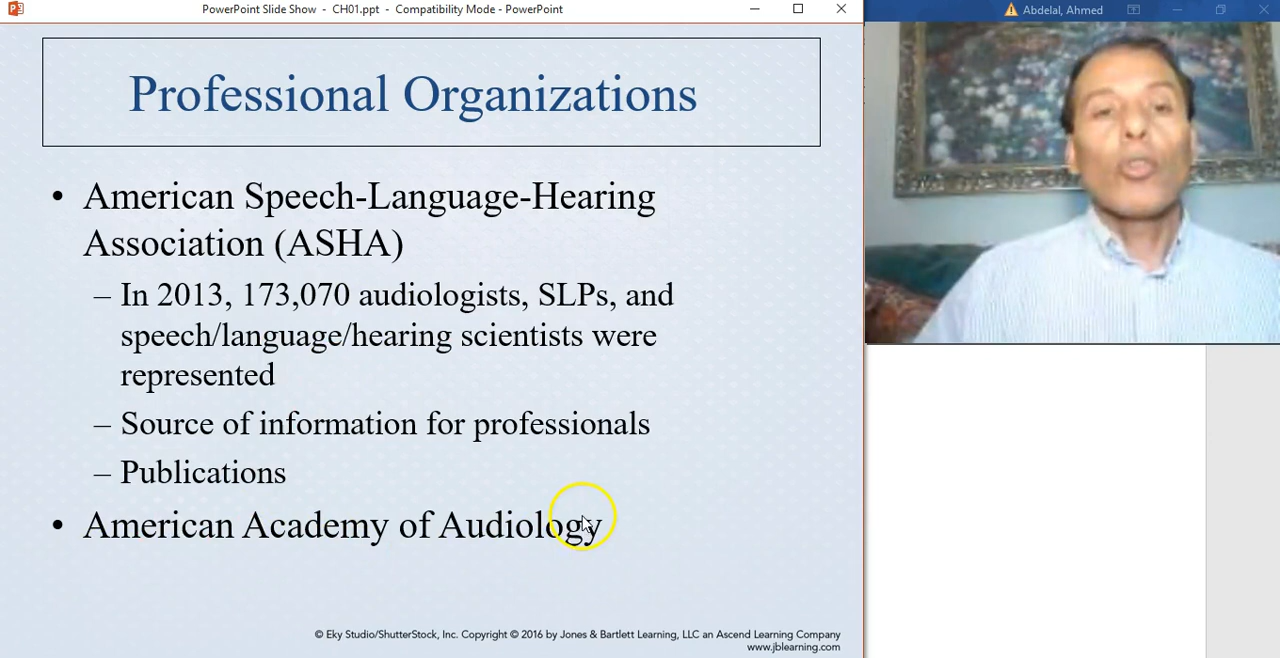 PowerPoint Slide Show - CH01.ppt - Compatibility Mode - PowerPoint
Abdelal, Ahmed
Professional Organizations
• American Speech-Language-Hearing
Association (ASHA)
– In 2013, 173,070 audiologists, SLPs, and
speech/language/hearing scientists were
represented
– Source of information for professionals
– Publications
• American Academy of Audiology
© Eky Studio/ShutterStock, Inc. Copyright © 2016 by Jones & Bartlett Learning, LLC an Ascend Learning Company
www.jblearning.com